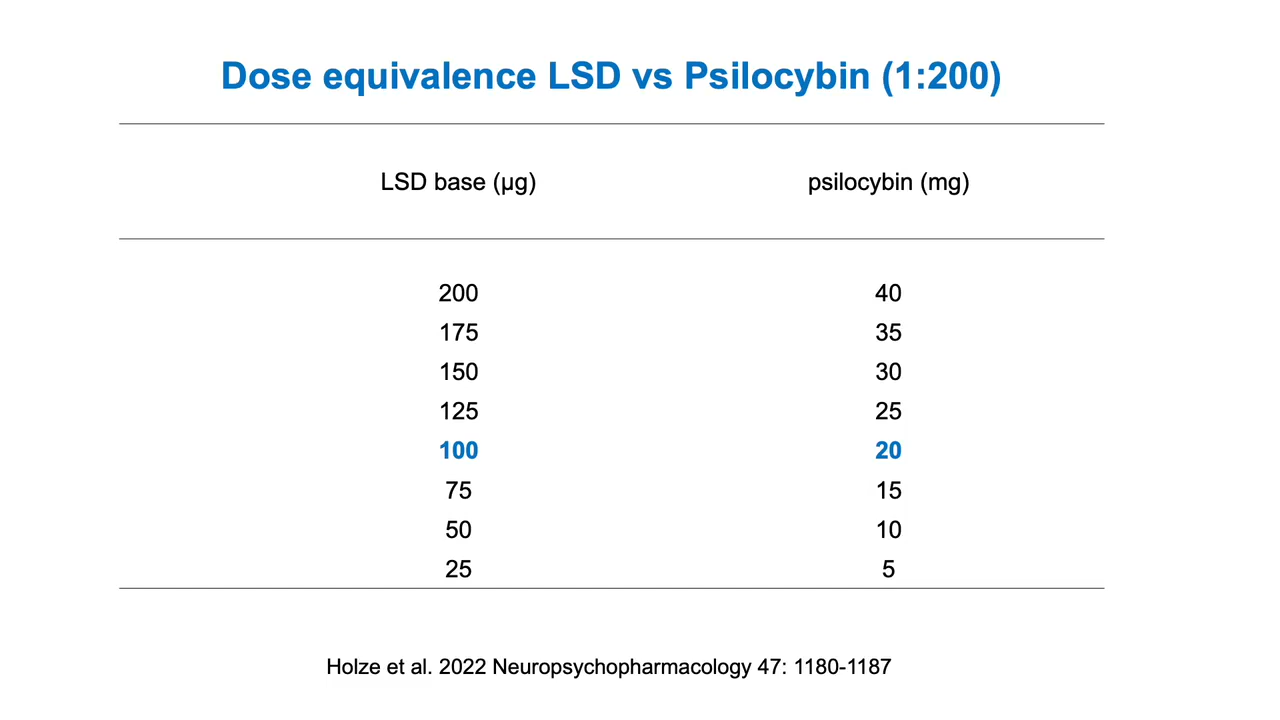 Dose equivalence LSD vs Psilocybin (1:200)
LSD base (µg) psilocybin (mg)
200 40
175 35
150 30
125 25
100 20
75 15
50 10
25 5
Holze et al. 2022 Neuropsychopharmacology 47: 1180-1187